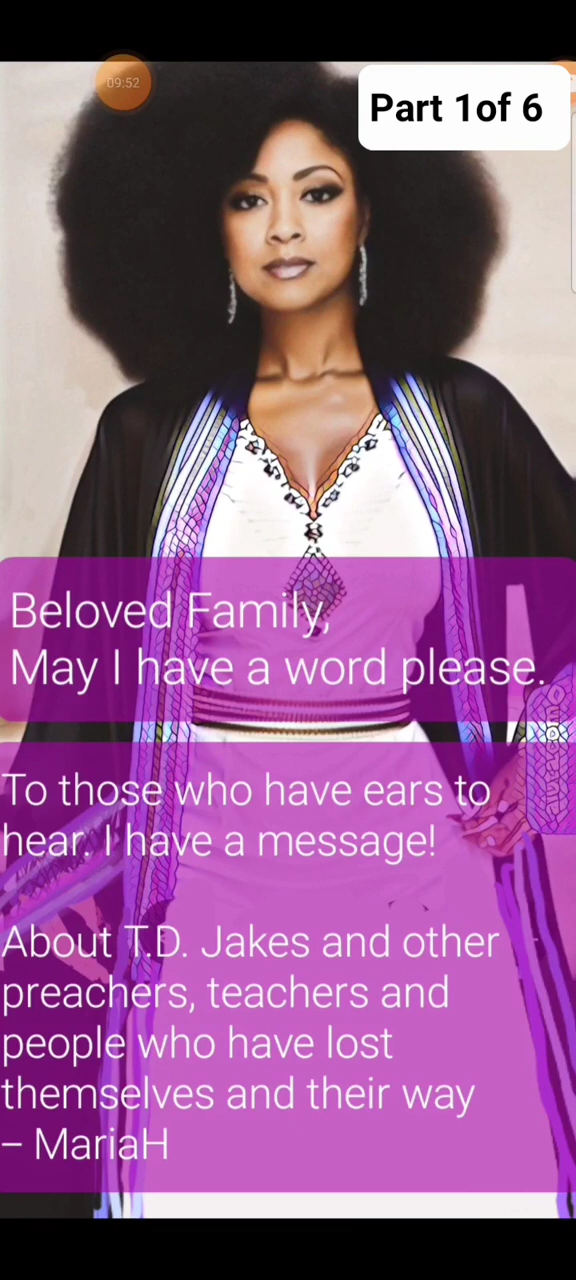 09:52
Part 1of 6
Beloved Family,
May I have a word please.
To those who have ears to
hear. I have a message!
About T.D. Jakes and other
preachers, teachers and
people who have lost
themselves and their way
– MariaH